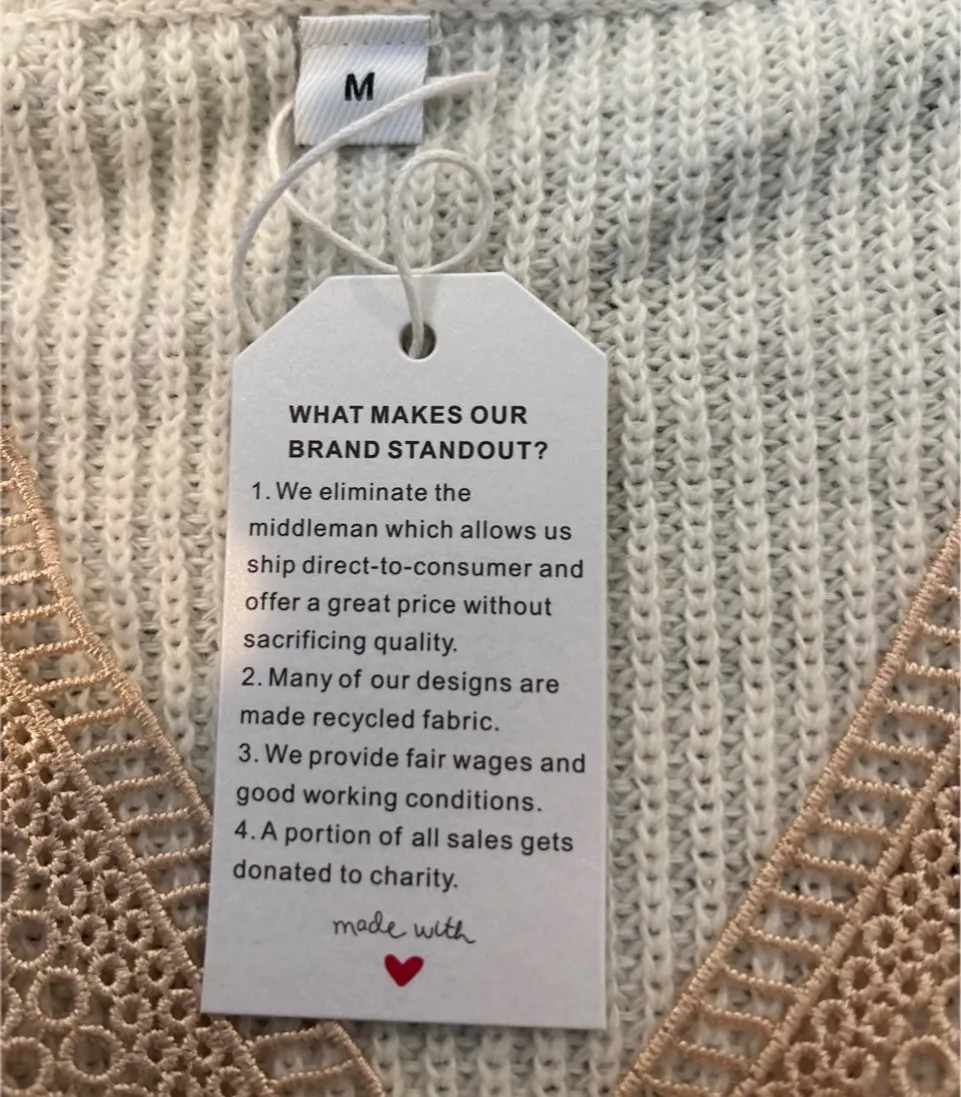 M
WHAT MAKES OUR
BRAND STANDOUT?
1. We eliminate the
middleman which allows us
ship direct-to-consumer and
offer a great price without
sacrificing quality.
2. Many of our designs are
made recycled fabric.
3. We provide fair wages and
good working conditions.
4. A portion of all sales gets
donated to charity.
made with